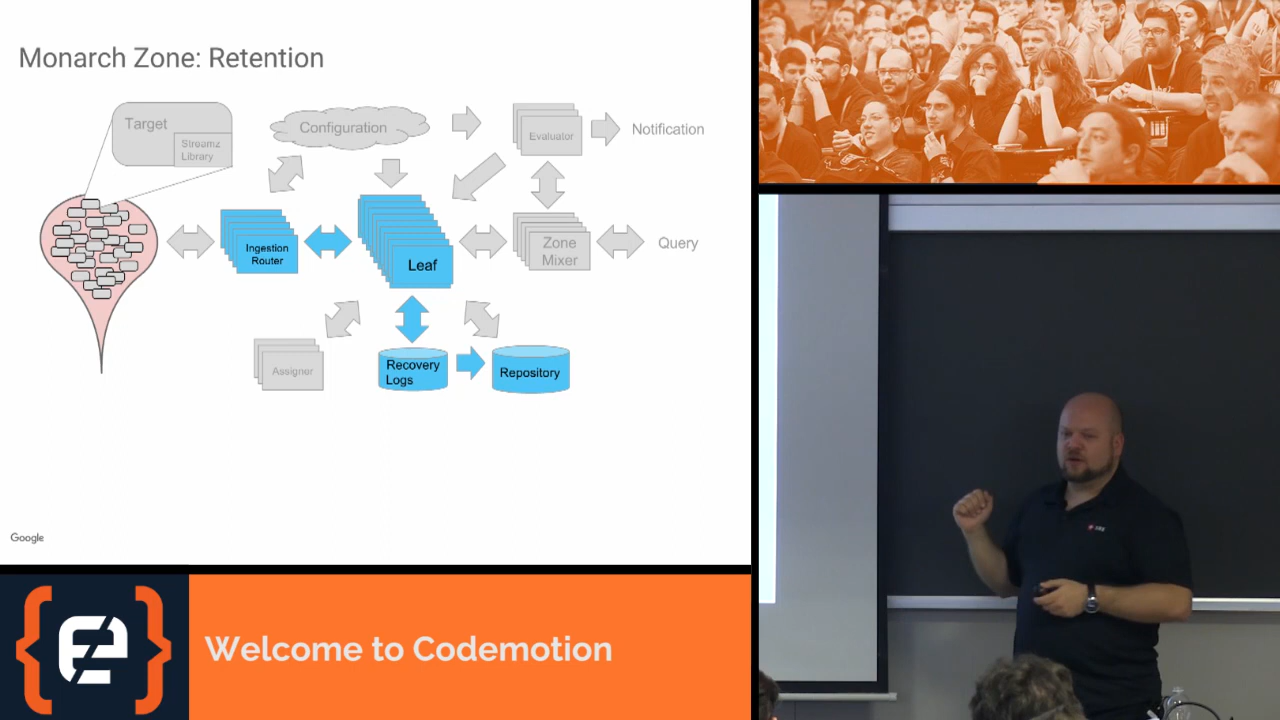 Monarch Zone: Retention
Target
Streamz
Library
Configuration
Evaluator
Notification
Ingestion
Router
Leaf
Zone
Mixer
Query
Assigner
Recovery
Logs
Repository
Google
Welcome to Codemotion